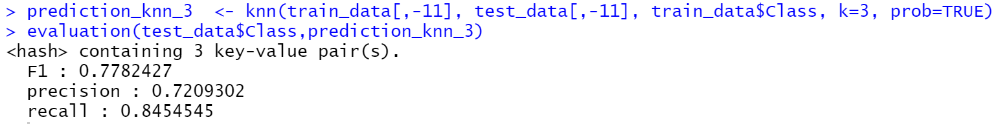 > prediction_knn_3  <- knn(train_data[,-11], test_data[,-11], train_data$Class, k=3, prob=TRUE)
> evaluation(test_data$Class,prediction_knn_3)
<hash> containing 3 key-value pair(s).
  F1 : 0.7782427
  precision : 0.7209302
  recall : 0.8454545